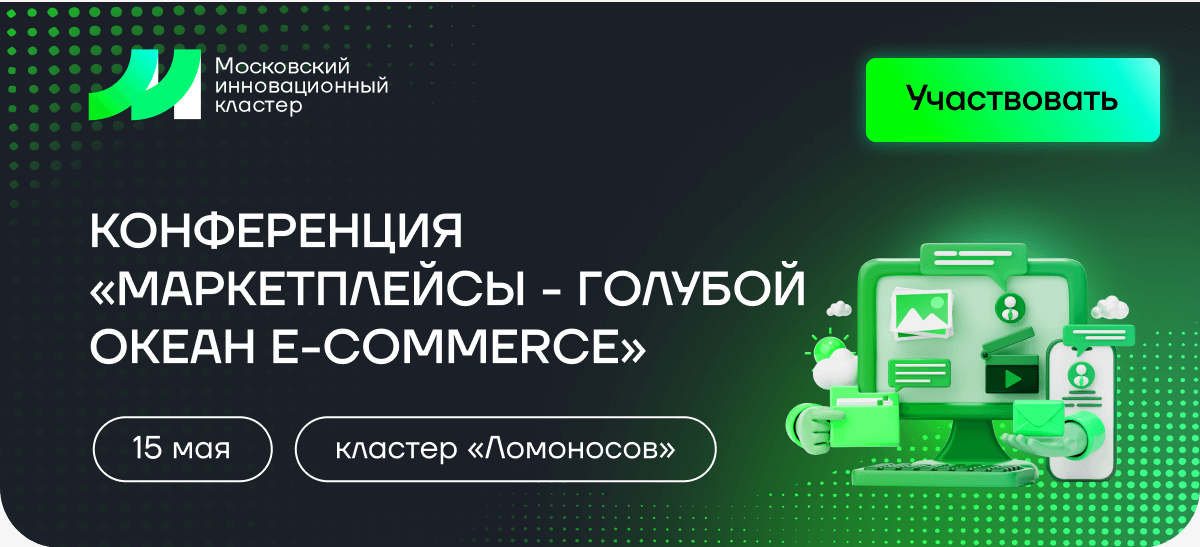 Московский
инновационный
кластер
Участвовать
КОНФЕРЕНЦИЯ
«МАРКЕТПЛЕЙСЫ - ГОЛУБОЙ
ОКЕАН E-COMMERCE»
15 мая
кластер «Ломоносов»